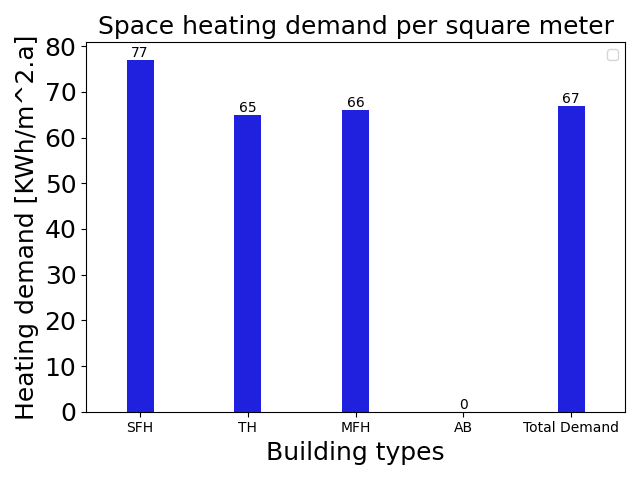 Space heating demand per square meter
Heating demand [KWh/m^2.a]
80
70
60
50
40
30
20
10
0
77
65
66
0
67
SFH
TH
MFH
AB
Total Demand
Building types